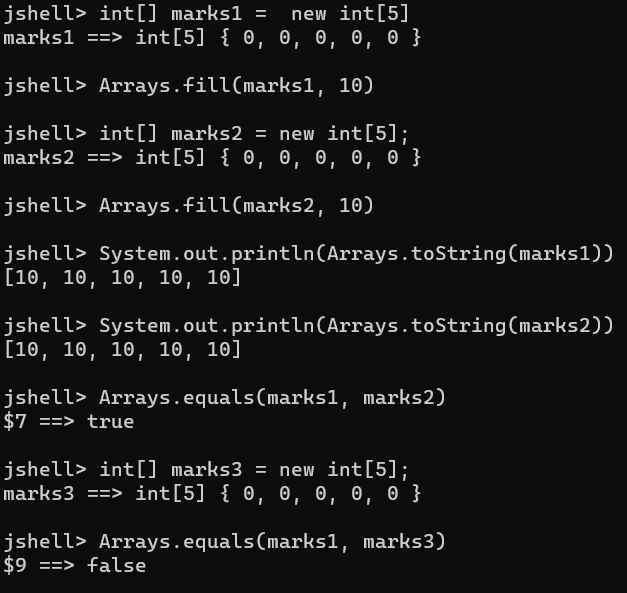 jshell> int[] marks1 =  new int[5]
marks1 ==> int[5] { 0, 0, 0, 0, 0 }
jshell> Arrays.fill(marks1, 10)
jshell> int[] marks2 = new int[5];
marks2 ==> int[5] { 0, 0, 0, 0, 0 }
jshell> Arrays.fill(marks2, 10)
jshell> System.out.println(Arrays.toString(marks1))
[10, 10, 10, 10, 10]
jshell> System.out.println(Arrays.toString(marks2))
[10, 10, 10, 10, 10]
jshell> Arrays.equals(marks1, marks2)
$7 ==> true
jshell> int[] marks3 = new int[5];
marks3 ==> int[5] { 0, 0, 0, 0, 0 }
jshell> Arrays.equals(marks1, marks3)
$9 ==> false